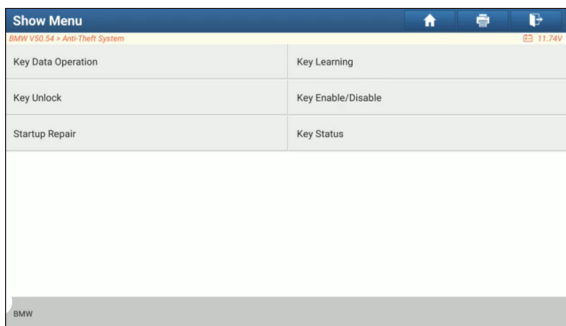 Show Menu
BMW V50.54 > Anti-Theft System
11.74V
Key Data Operation
Key Learning
Key Unlock
Key Enable/Disable
Startup Repair
Key Status
BMW